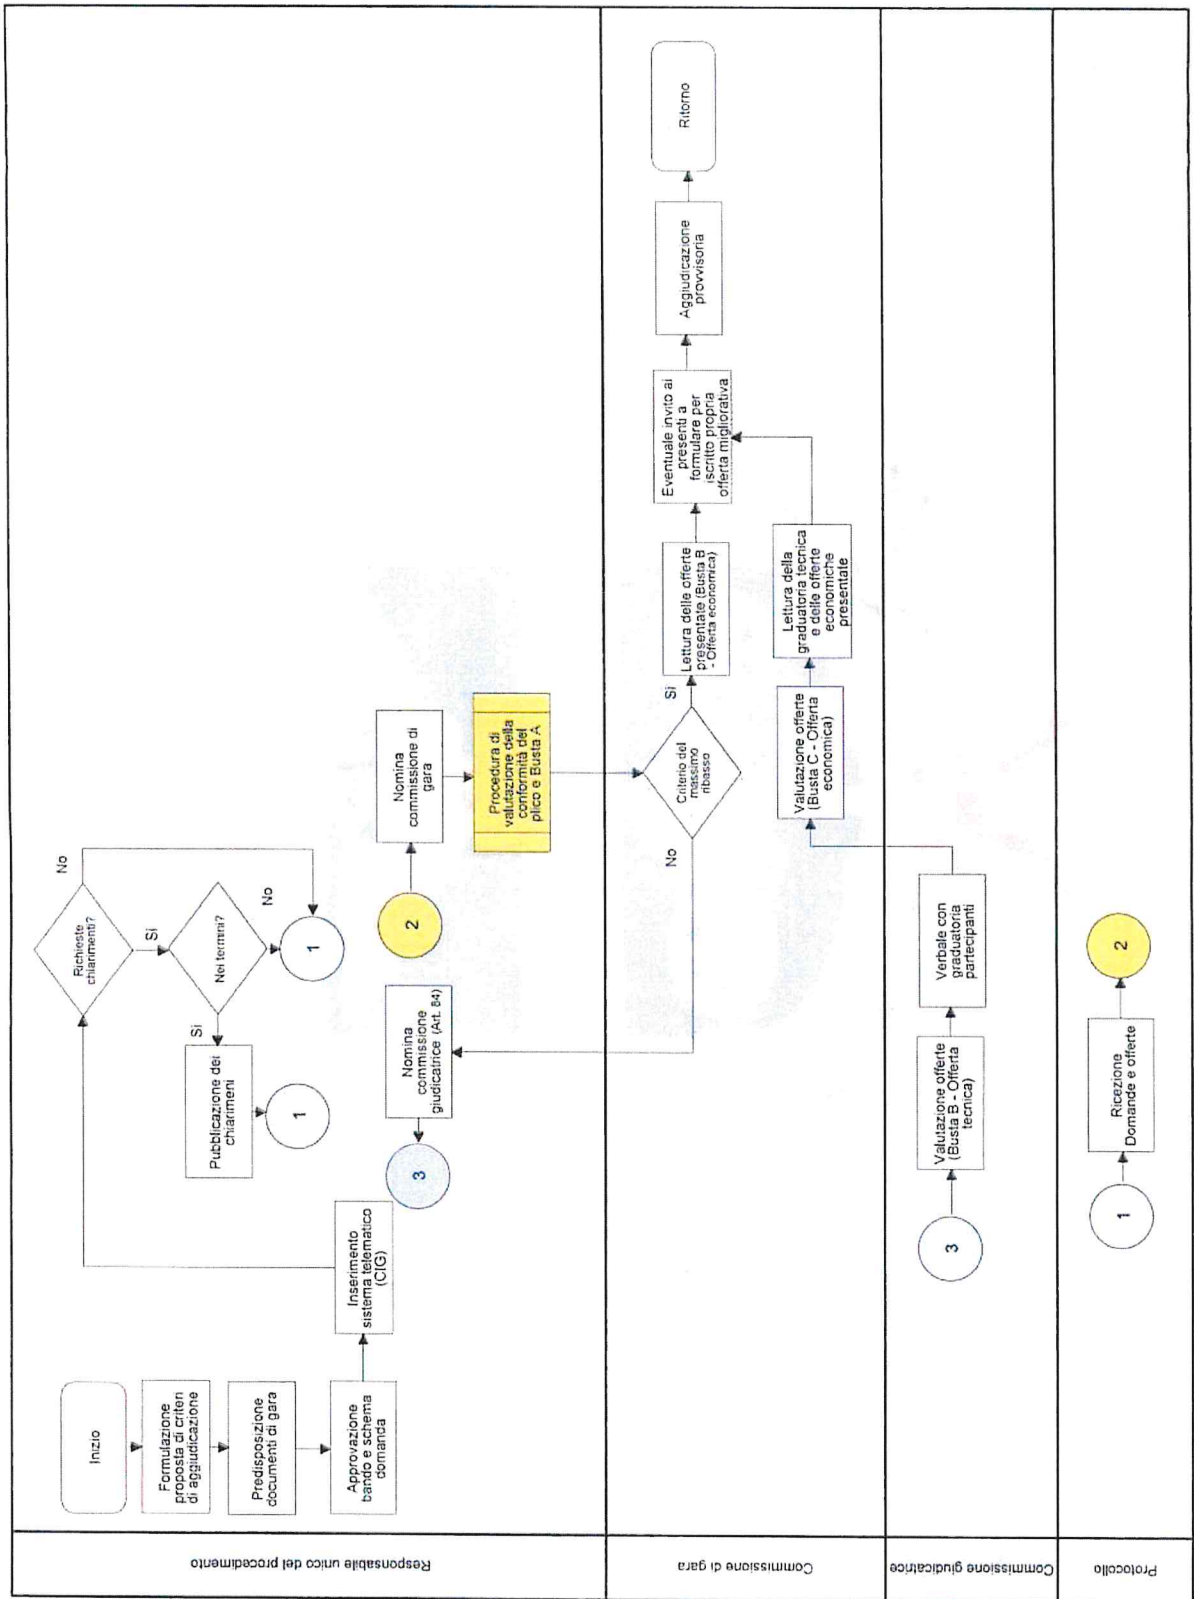 Responsabile unico del procedimento
Inizio
Formulazione
proposta di criteri
di aggiudicazione
Predisposizione
documenti di gara
Approvazione
bando e schema
domanda
Inserimento
sistema telematico
(CIG)
Richieste
chiarimenti?
No
Si
Nei termini?
No
Si
Pubblicazione dei
chiarimeni
1
1
Nomina
commissione
giudicatrice (Art. 84)
3
2
Nomina
commissione di
gara
Procedura di
valutazione della
conformità del
plico e Busta A
Commissione di gara
Criterio del
massimo
ribasso
No
Si
Lettura delle offerte
presentate (Busta B
- Offerta economica)
Eventuale invito ai
presenti a
formulare per
iscritto propria
offerta migliorativa
Aggiudicazione
provvisoria
Ritorno
Valutazione offerte
(Busta C - Offerta
economica)
Lettura della
graduatoria tecnica
e delle offerte
economiche
presentate
Commissione giudicatrice
3
Valutazione offerte
(Busta B - Offerta
tecnica)
Verbale con
graduatoria
partecipanti
Protocollo
1
Ricezione
Domande e offerte
2